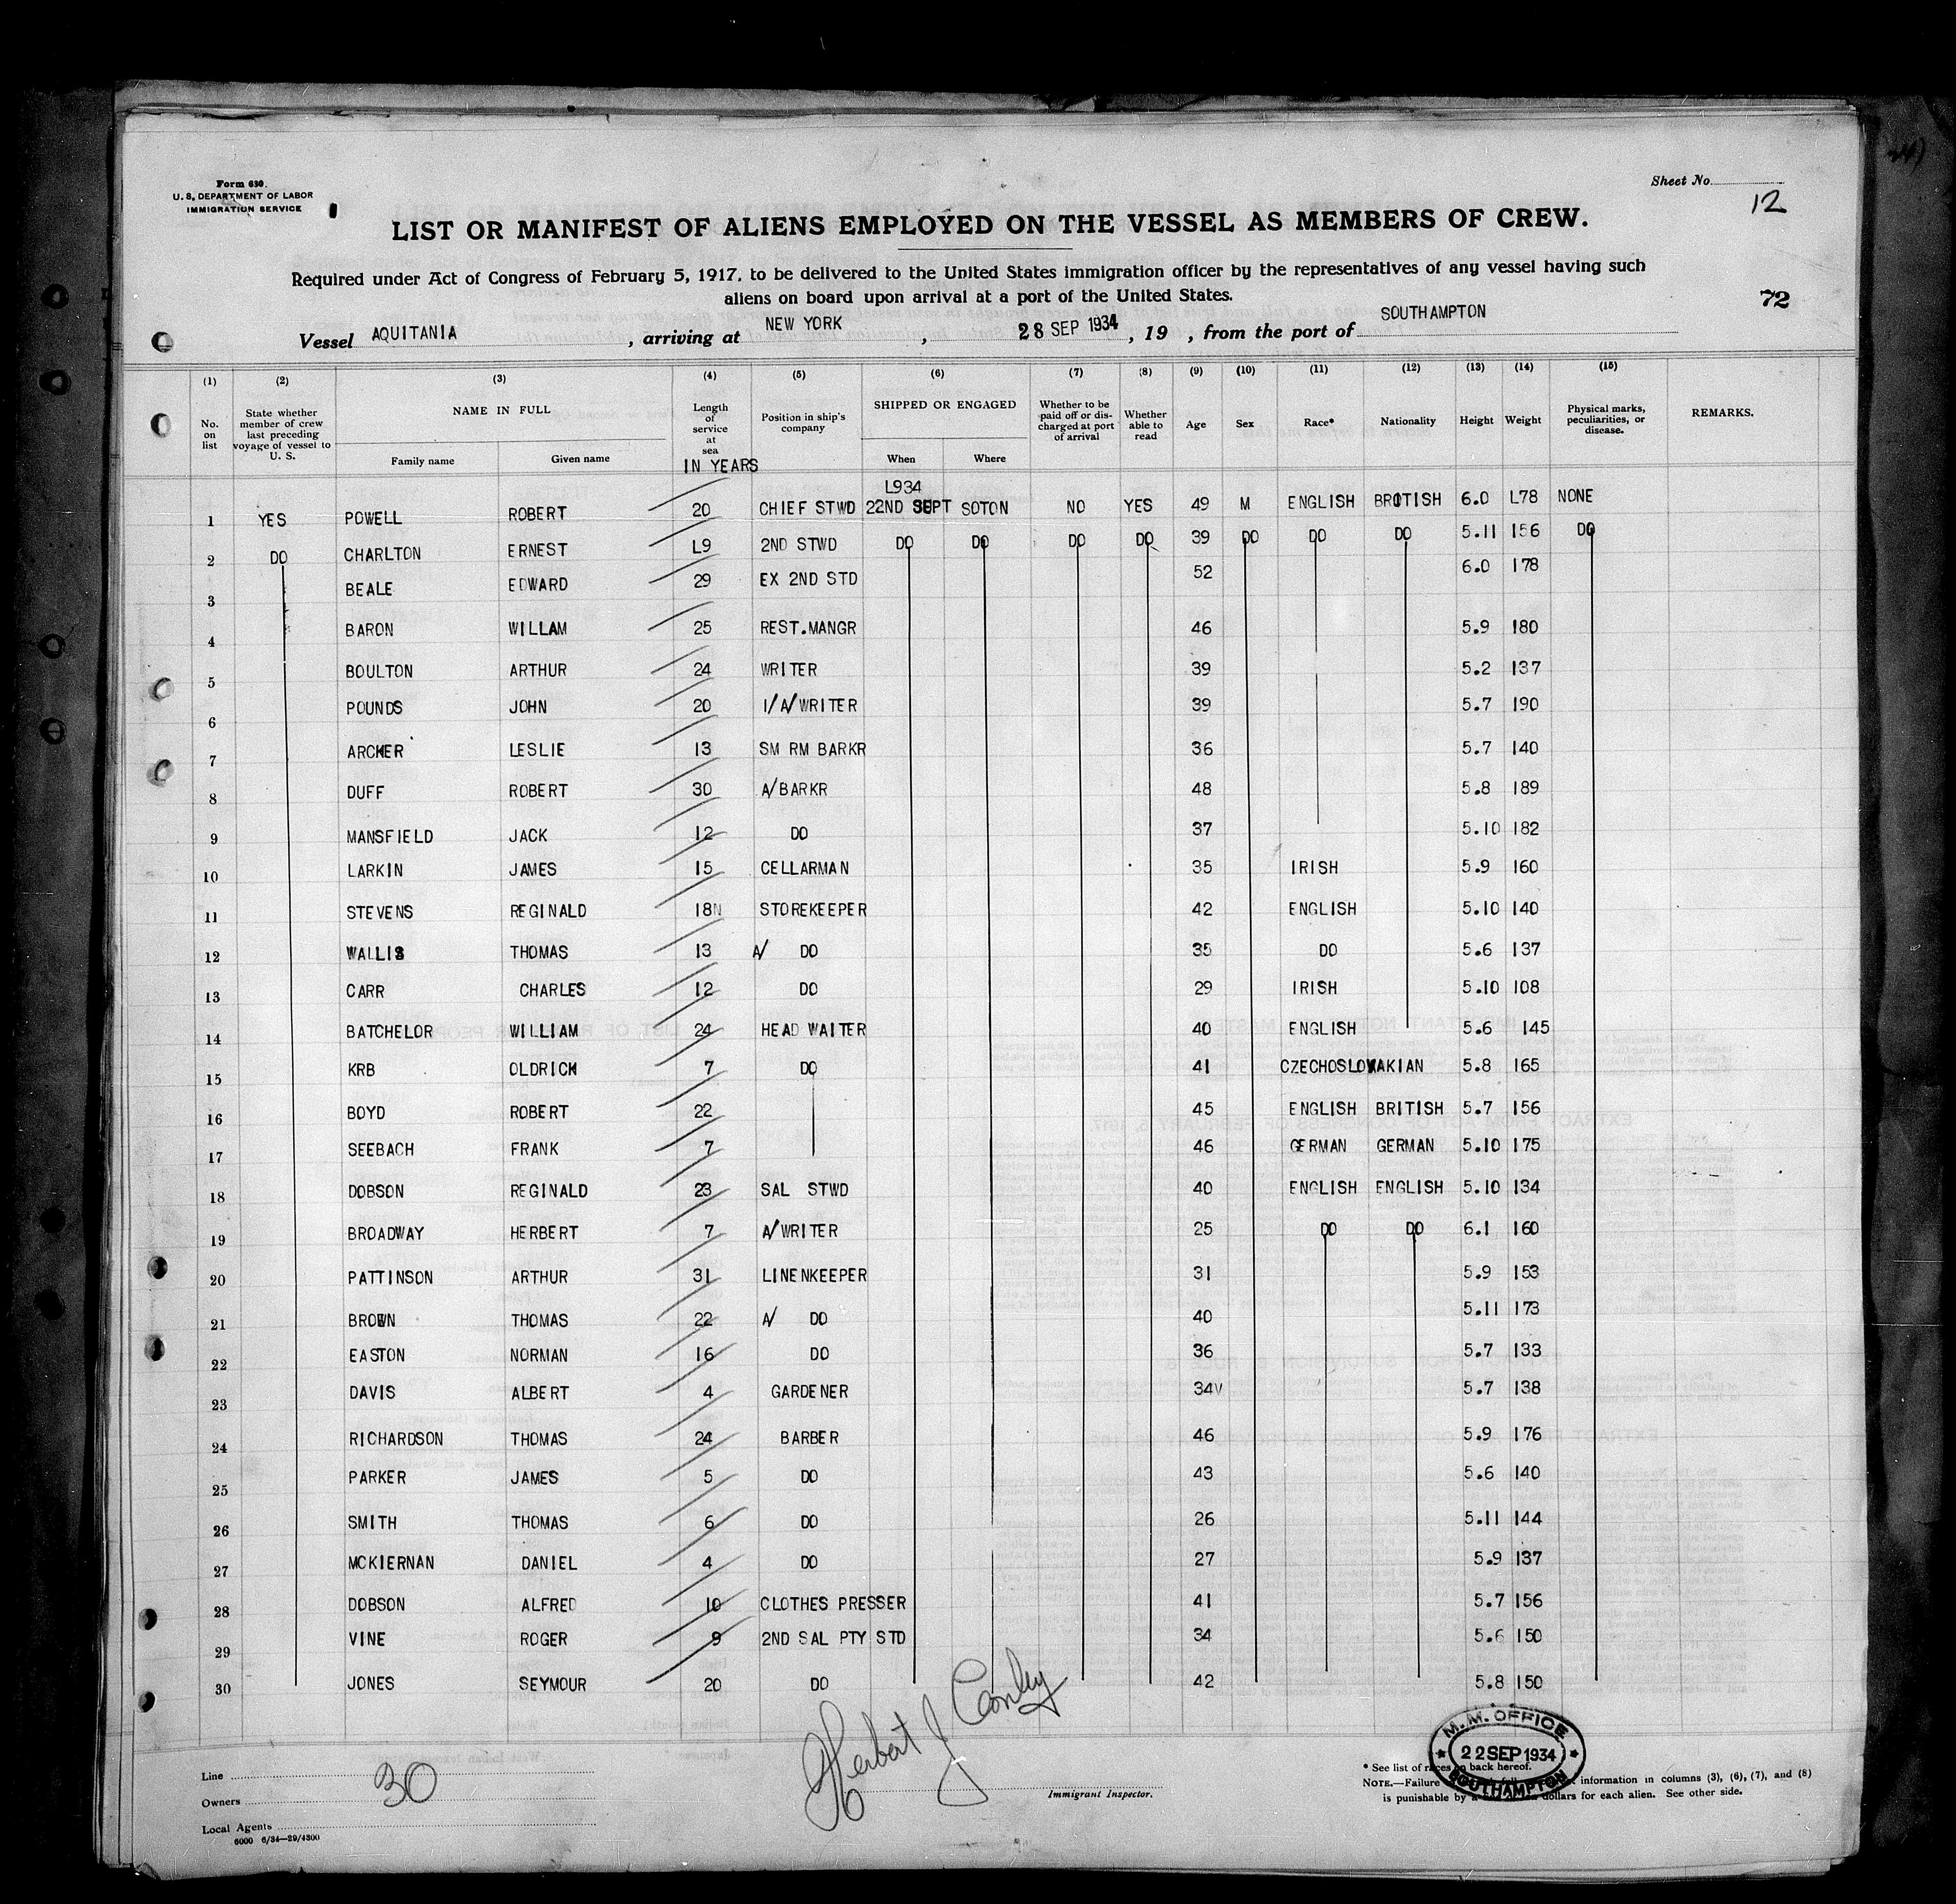 Form 630.
U. S. DEPARTMENT OF LABOR
IMMIGRATION SERVICE
Sheet No.
12
LIST OR MANIFEST OF ALIENS EMPLOYED ON THE VESSEL AS MEMBERS OF CREW.
Required under Act of Congress of February 5, 1917, to be delivered to the United States immigration officer by the representatives of any vessel having such
aliens on board upon arrival at a port of the United States.
72
Vessel AQUITANIA , arriving at NEW YORK , 28 SEP 1934 , 19 , from the port of SOUTHAMPTON
(1) (2) (3) (4) (5) (6) (7) (8) (9) (10) (11) (12) (13) (14) (15)
No. on list
State whether member of crew last preceding voyage of vessel to U. S.
NAME IN FULL
Family name
Given name
Length of service at sea
IN YEARS
Position in ship's company
SHIPPED OR ENGAGED
When
Where
Whether to be paid off or discharged at port of arrival
Whether able to read
Age
Sex
Race*
Nationality
Height
Weight
Physical marks, peculiarities, or disease.
REMARKS.
L934
1 YES POWELL ROBERT 20 CHIEF STWD 22ND SEPT SOTON NO YES 49 M ENGLISH BRITISH 6.0 L78 NONE
2 DO CHARLTON ERNEST L9 2ND STWD DO DO DO DO 39 DO DO DO 5.11 156 DO
3 BEALE EDWARD 29 EX 2ND STD 52 6.0 178
4 BARON WILLAM 25 REST.MANGR 46 5.9 180
5 BOULTON ARTHUR 24 WRITER 39 5.2 137
6 POUNDS JOHN 20 1/A/WRITER 39 5.7 190
7 ARCHER LESLIE 13 SM RM BARKR 36 5.7 140
8 DUFF ROBERT 30 A/BARKR 48 5.8 189
9 MANSFIELD JACK 12 DO 37 5.10 182
10 LARKIN JAMES 15 CELLARMAN 35 IRISH 5.9 160
11 STEVENS REGINALD 18N STOREKEEPER 42 ENGLISH 5.10 140
12 WALLIS THOMAS 13 A/ DO 35 DO 5.6 137
13 CARR CHARLES 12 DO 29 IRISH 5.10 108
14 BATCHELOR WILLIAM 24 HEAD WAITER 40 ENGLISH 5.6 145
15 KRB OLDRICH 7 DO 41 CZECHOSLOVAKIAN 5.8 165
16 BOYD ROBERT 22 45 ENGLISH BRITISH 5.7 156
17 SEEBACH FRANK 7 46 GERMAN GERMAN 5.10 175
18 DOBSON REGINALD 23 SAL STWD 40 ENGLISH ENGLISH 5.10 134
19 BROADWAY HERBERT 7 A/WRITER 25 DO DO 6.1 160
20 PATTINSON ARTHUR 31 LINENKEEPER 31 5.9 153
21 BROWN THOMAS 22 A/ DO 40 5.11 173
22 EASTON NORMAN 16 DO 36 5.7 133
23 DAVIS ALBERT 4 GARDENER 34V 5.7 138
24 RICHARDSON THOMAS 24 BARBER 46 5.9 176
25 PARKER JAMES 5 DO 43 5.6 140
26 SMITH THOMAS 6 DO 26 5.11 144
27 MCKIERNAN DANIEL 4 DO 27 5.9 137
28 DOBSON ALFRED 10 CLOTHES PRESSER 41 5.7 156
29 VINE ROGER 9 2ND SAL PTY STD 34 5.6 150
30 JONES SEYMOUR 20 DO 42 5.8 150
Herbert J Conley
Immigrant Inspector.
Line
Owners
30
Local Agents
6000 6/34—29/4300
M.M. OFFICE
22 SEP 1934
SOUTHAMPTON
* See list of races on back hereof.
NOTE.—Failure information in columns (3), (6), (7), and (8)
is punishable by a dollars for each alien. See other side.